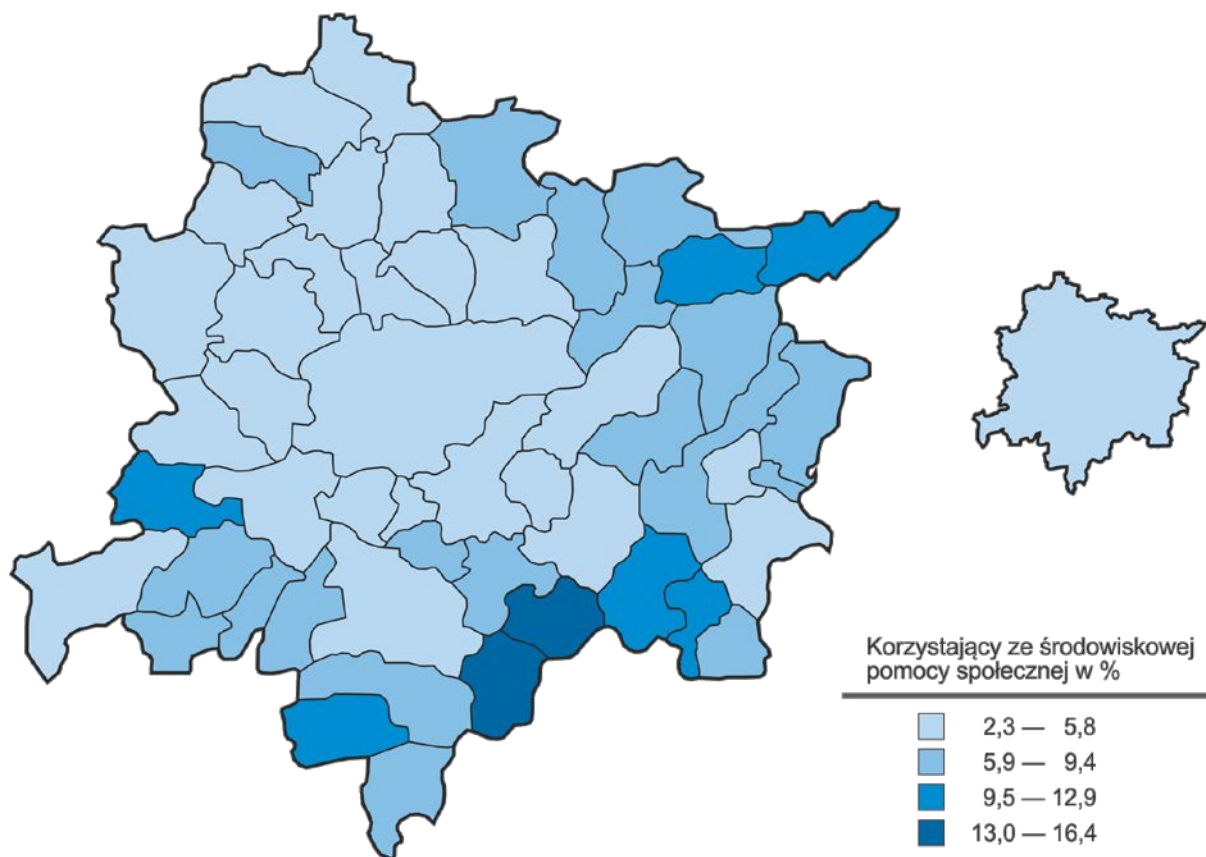 Korzystający ze środowiskowej
pomocy społecznej w %
2,3 — 5,8
5,9 — 9,4
9,5 — 12,9
13,0 — 16,4